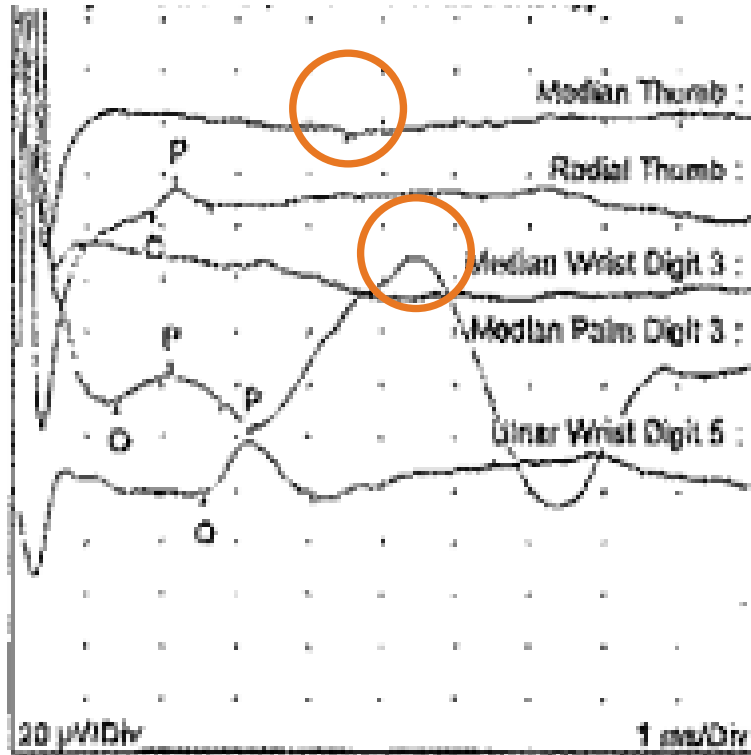 Median Thumb :
P
Radial Thumb :
O
Median Wrist Digit 3 :
P
Median Palm Digit 3 :
P
O
Ulnar Wrist Digit 5 :
O
20 µV/Div
1 ms/Div